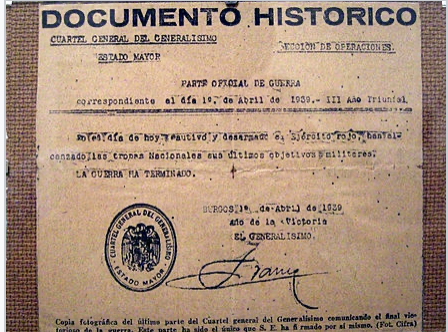 DOCUMENTO HISTORICO
CUARTEL GENERAL DEL GENERALISIMO
SECCION DE OPERACIONES.
ESTADO MAYOR
PARTE OFICIAL DE GUERRA
correspondiente al día 1º. de Abril de 1939.- III Año Triunfal.
En el día de hoy cautivo y desarmado el Ejército rojo, han al-
canzado las tropas Nacionales sus últimos objetivos militares.
LA GUERRA HA TERMINADO.
BURGOS 1º. de Abril de 1939
Año de la Victoria
EL GENERALISIMO.
CUARTEL GENERAL DEL GENERALISIMO
ESTADO MAYOR
Franco
Copia fotográfica del último parte del Cuartel general del Generalísimo comunicando el final vic-
torioso de la guerra. Este parte ha sido el único que S. E. ha firmado por sí mismo. (Fot. Cifra)